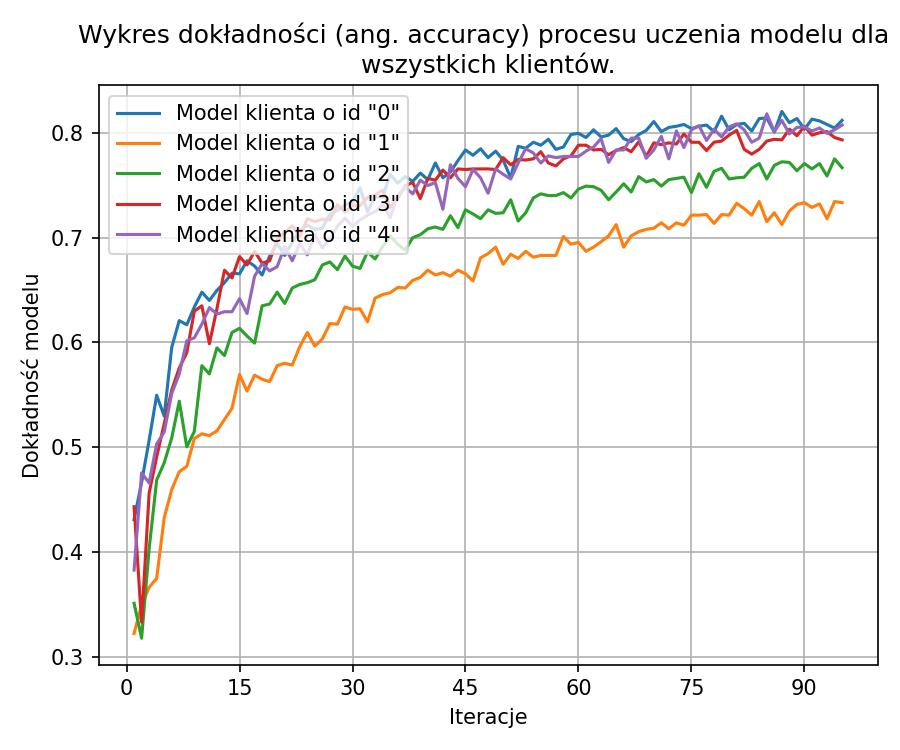 Wykres dokładności (ang. accuracy) procesu uczenia modelu dla
wszystkich klientów.
Model klienta o id "0"
Model klienta o id "1"
Model klienta o id "2"
Model klienta o id "3"
Model klienta o id "4"
Dokładność modelu
0.8
0.7
0.6
0.5
0.4
0.3
0 15 30 45 60 75 90
Iteracje